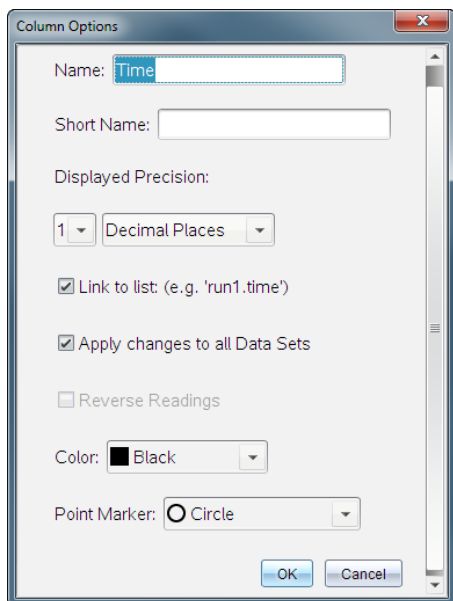 Column Options
Name: Time
Short Name:
Displayed Precision:
1 Decimal Places
Link to list: (e.g. 'run1.time')
Apply changes to all Data Sets
Reverse Readings
Color: Black
Point Marker: Circle
OK Cancel